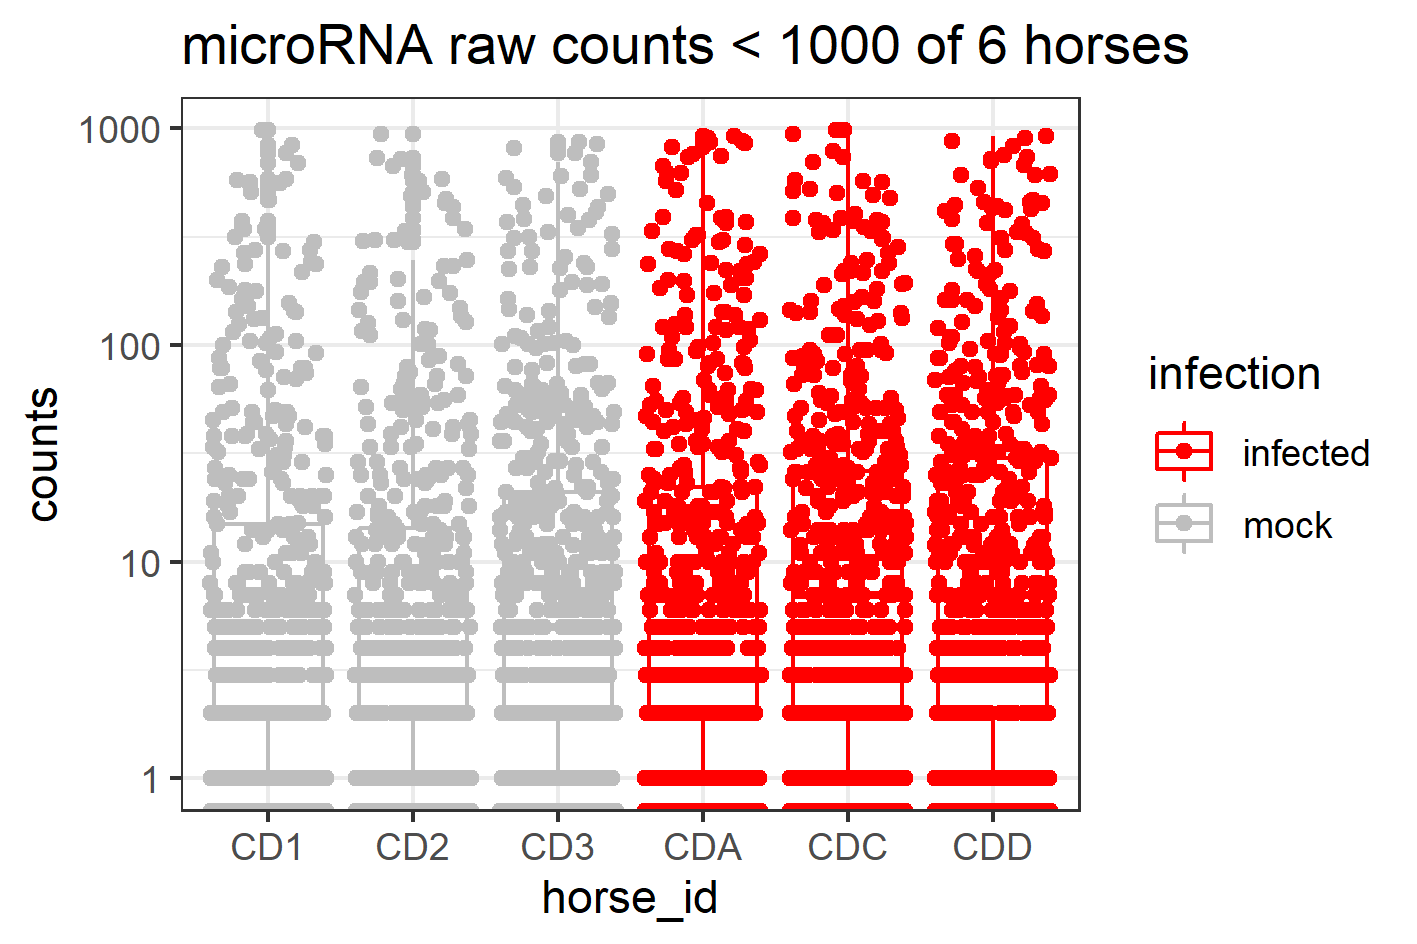 microRNA raw counts < 1000 of 6 horses
1000
100
10
1
counts
CD1 CD2 CD3 CDA CDC CDD
horse_id
infection
infected
mock